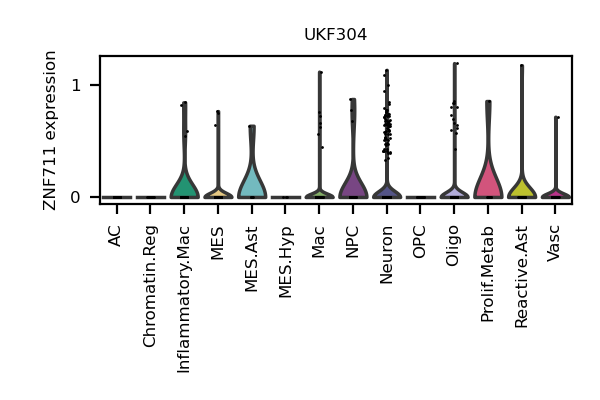 UKF304
ZNF711 expression
1
0
AC
Chromatin.Reg
Inflammatory.Mac
MES
MES.Ast
MES.Hyp
Mac
NPC
Neuron
OPC
Oligo
Prolif.Metab
Reactive.Ast
Vasc